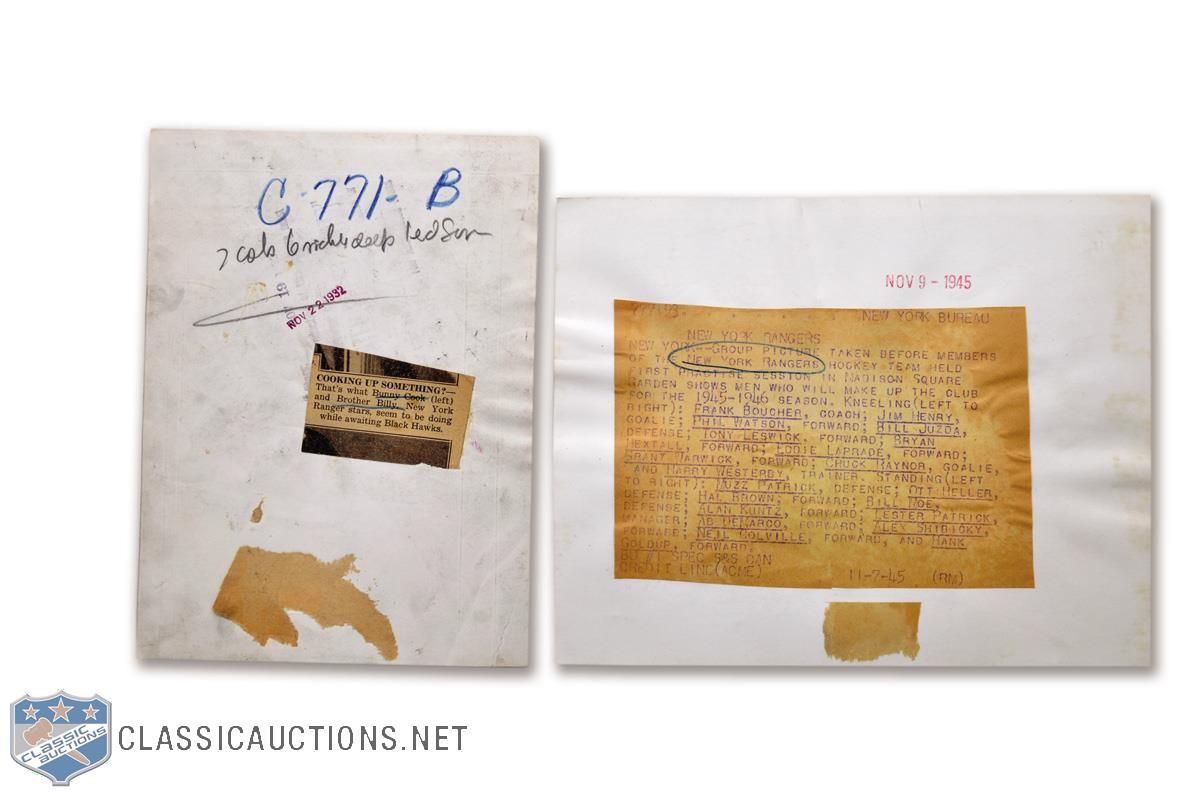 C-771- B
7 cols 6 inches deep
NOV 22 1932
COOKING UP SOMETHING?—
That's what Bunny Cook (left)
and Brother Billy, New York
Ranger stars, seem to be doing
while awaiting Black Hawks.
NOV 9 - 1945
NEW YORK BUREAU
NEW YORK RANGERS
NEW YORK--GROUP PICTURE TAKEN BEFORE MEMBERS
OF THE NEW YORK RANGERS HOCKEY TEAM HELD
FIRST PRACTISE SESSION IN MADISON SQUARE
GARDEN SHOWS MEN WHO WILL MAKE UP THE CLUB
FOR THE 1945-1946 SEASON. KNEELING(LEFT TO
RIGHT); FRANK BOUCHER, COACH; JIM HENRY,
GOALIE; PHIL WATSON, FORWARD; BILL JUZDA,
DEFENSE; TONY LESWICK, FORWARD; BRYAN
HEXTALL, FORWARD; EDDIE LAPRADE, FORWARD;
GRANT WARWICK, FORWARD; CHUCK RAYNOR, GOALIE,
AND HARRY WESTERBY, TRAINER. STANDING(LEFT
TO RIGHT); MUZZ PATRICK, DEFENSE; OTT HELLER,
DEFENSE; HAL BROWN, FORWARD; BILL MOE,
DEFENSE; ALAN KUNTZ, FORWARD; LESTER PATRICK,
MANAGER; AB DEMARCO, FORWARD; ALEX SHIBICKY,
FORWARD; NEIL COLVILLE, FORWARD, AND HANK
GOLDUP, FORWARD.
SPEC S&S CAN
CREDIT LINE(ACME) 11-7-45 (RM)
CLASSIC AUCTIONS
CLASSICAUCTIONS.NET